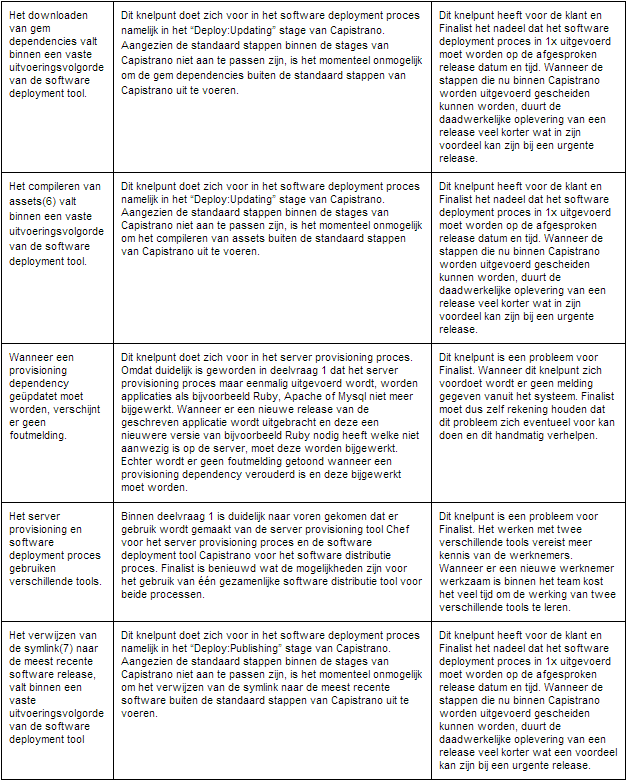 Het downloaden
van gem
dependencies valt
binnen een vaste
uitvoeringsvolgorde
van de software
deployment tool.
Dit knelpunt doet zich voor in het software deployment proces
namelijk in het “Deploy:Updating” stage van Capistrano.
Aangezien de standaard stappen binnen de stages van
Capistrano niet aan te passen zijn, is het momenteel onmogelijk
om de gem dependencies buiten de standaard stappen van
Capistrano uit te voeren.
Dit knelpunt heeft voor de klant en
Finalist het nadeel dat het software
deployment proces in 1x uitgevoerd
moet worden op de afgesproken
release datum en tijd. Wanneer de
stappen die nu binnen Capistrano
worden uitgevoerd gescheiden
kunnen worden, duurt de
daadwerkelijke oplevering van een
release veel korter wat in zijn
voordeel kan zijn bij een urgente
release.
Het compileren van
assets(6) valt
binnen een vaste
uitvoeringsvolgorde
van de software
deployment tool.
Dit knelpunt doet zich voor in het software deployment proces
namelijk in het “Deploy:Updating” stage van Capistrano.
Aangezien de standaard stappen binnen de stages van
Capistrano niet aan te passen zijn, is het momenteel onmogelijk
om het compileren van assets buiten de standaard stappen
van Capistrano uit te voeren.
Dit knelpunt heeft voor de klant en
Finalist het nadeel dat het software
deployment proces in 1x uitgevoerd
moet worden op de afgesproken
release datum en tijd. Wanneer de
stappen die nu binnen Capistrano
worden uitgevoerd gescheiden
kunnen worden, duurt de
daadwerkelijke oplevering van een
release veel korter wat in zijn
voordeel kan zijn bij een urgente
release.
Wanneer een
provisioning
dependency
geüpdatet moet
worden, verschijnt
er geen
foutmelding.
Dit knelpunt doet zich voor in het server provisioning proces.
Omdat duidelijk is geworden in deelvraag 1 dat het server
provisioning proces maar eenmalig uitgevoerd wordt, worden
applicaties als bijvoorbeeld Ruby, Apache of Mysql niet meer
bijgewerkt. Wanneer er een nieuwe release van de
geschreven applicatie wordt uitgebracht en deze een
nieuwere versie van bijvoorbeeld Ruby nodig heeft welke niet
aanwezig is op de server, moet deze worden bijgewerkt.
Echter wordt er geen foutmelding getoond wanneer een
provisioning dependency verouderd is en deze bijgewerkt
moet worden.
Dit knelpunt is een probleem voor
Finalist. Wanneer dit knelpunt zich
voordoet wordt er geen melding
gegeven vanuit het systeem. Finalist
moet dus zelf rekening houden dat
dit probleem zich eventueel voor kan
doen en dit handmatig verhelpen.
Het server
provisioning en
software
deployment proces
gebruiken
verschillende tools.
Binnen deelvraag 1 is duidelijk naar voren gekomen dat er
gebruik wordt gemaakt van de server provisioning tool Chef
voor het server provisioning proces en de software
deployment tool Capistrano voor het software distributie
proces. Finalist is benieuwd wat de mogelijkheden zijn voor
het gebruik van één gezamenlijke software distributie tool voor
beide processen.
Dit knelpunt is een probleem voor
Finalist. Het werken met twee
verschillende tools vereist meer
kennis van de werknemers.
Wanneer er een nieuwe werknemer
werkzaam is binnen het team kost
het veel tijd om de werking van twee
verschillende tools te leren.
Het verwijzen van
de symlink(7) naar
de meest recente
software release,
valt binnen een
vaste
uitvoeringsvolgorde
van de software
deployment tool
Dit knelpunt doet zich voor in het software deployment proces
namelijk in het “Deploy:Publishing” stage van Capistrano.
Aangezien de standaard stappen binnen de stages van
Capistrano niet aan te passen zijn, is het momenteel onmogelijk
om het verwijzen van de symlink naar de meest recente
software buiten de standaard stappen van Capistrano uit te
voeren.
Dit knelpunt heeft voor de klant en
Finalist het nadeel dat het software
deployment proces in 1x uitgevoerd
moet worden op de afgesproken
release datum en tijd. Wanneer de
stappen die nu binnen Capistrano
worden uitgevoerd gescheiden
kunnen worden, duurt de
daadwerkelijke oplevering van een
release veel korter wat een voordeel
kan zijn bij een urgente release.